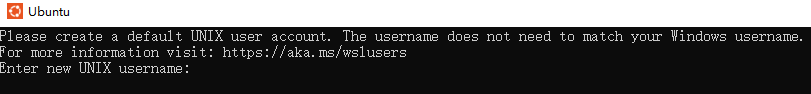 Ubuntu
Please create a default UNIX user account. The username does not need to match your Windows username.
For more information visit: https://aka.ms/wslusers
Enter new UNIX username: